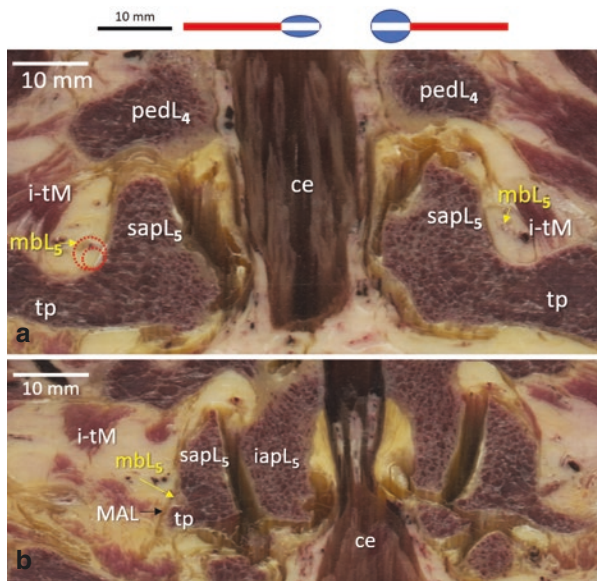 10 mm
10 mm
pedL₄
pedL₄
i-tM
sapL₅
ce
sapL₅
mbL₅
i-tM
mbL₅
tp
tp
a
10 mm
i-tM
sapL₅
iapL₅
mbL₅
MAL
tp
ce
b